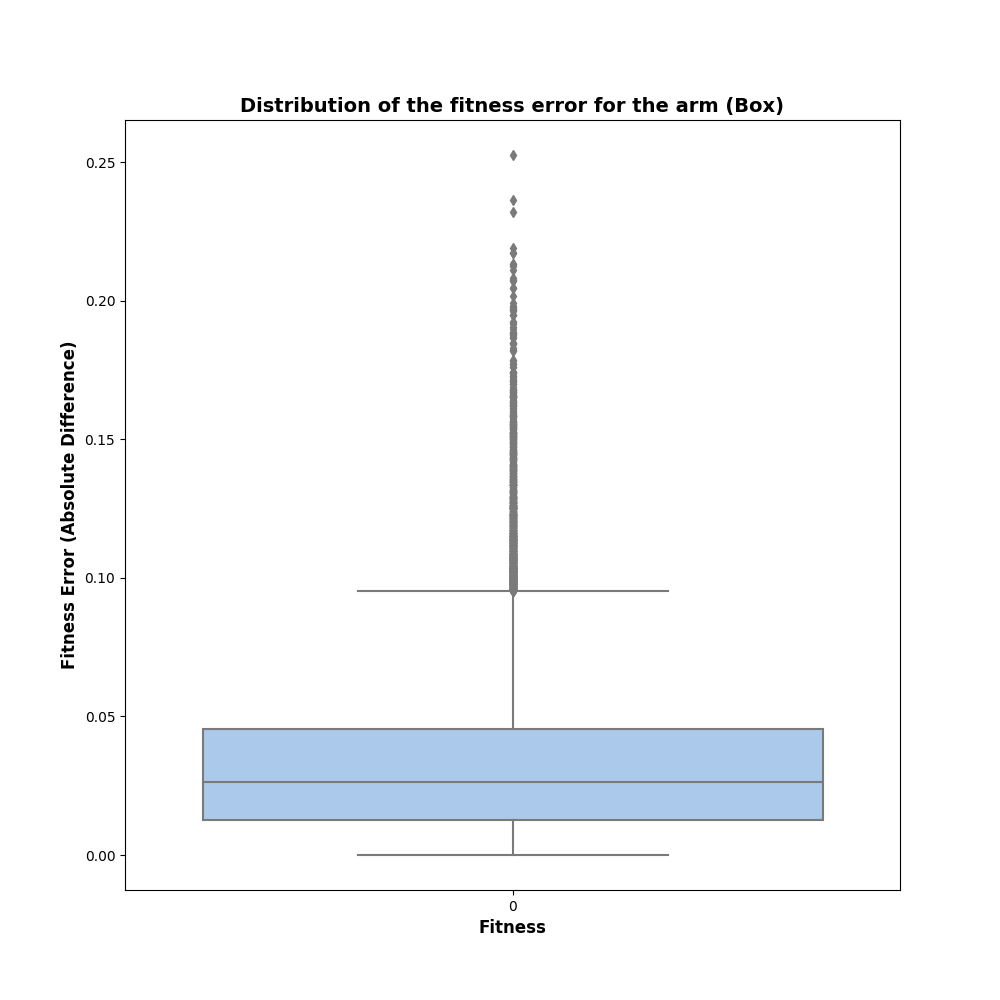 Distribution of the fitness error for the arm (Box)
Fitness Error (Absolute Difference)
0.25
0.20
0.15
0.10
0.05
0.00
0
Fitness